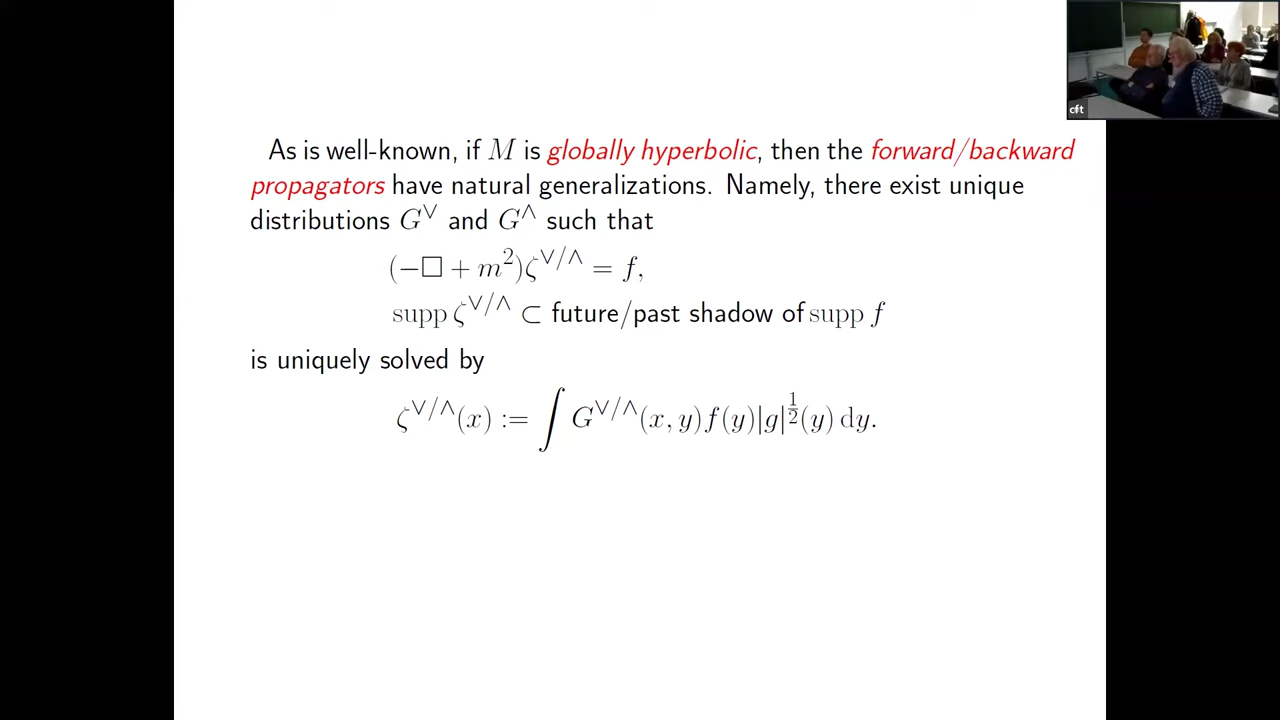 cft
As is well-known, if M is globally hyperbolic, then the forward/backward
propagators have natural generalizations. Namely, there exist unique
distributions G^∨ and G^∧ such that
(−□ + m²)ζ^∨/∧ = f,
supp ζ^∨/∧ ⊂ future/past shadow of supp f
is uniquely solved by
ζ^∨/∧(x) := ∫ G^∨/∧(x, y)f(y)|g|^½(y) dy.